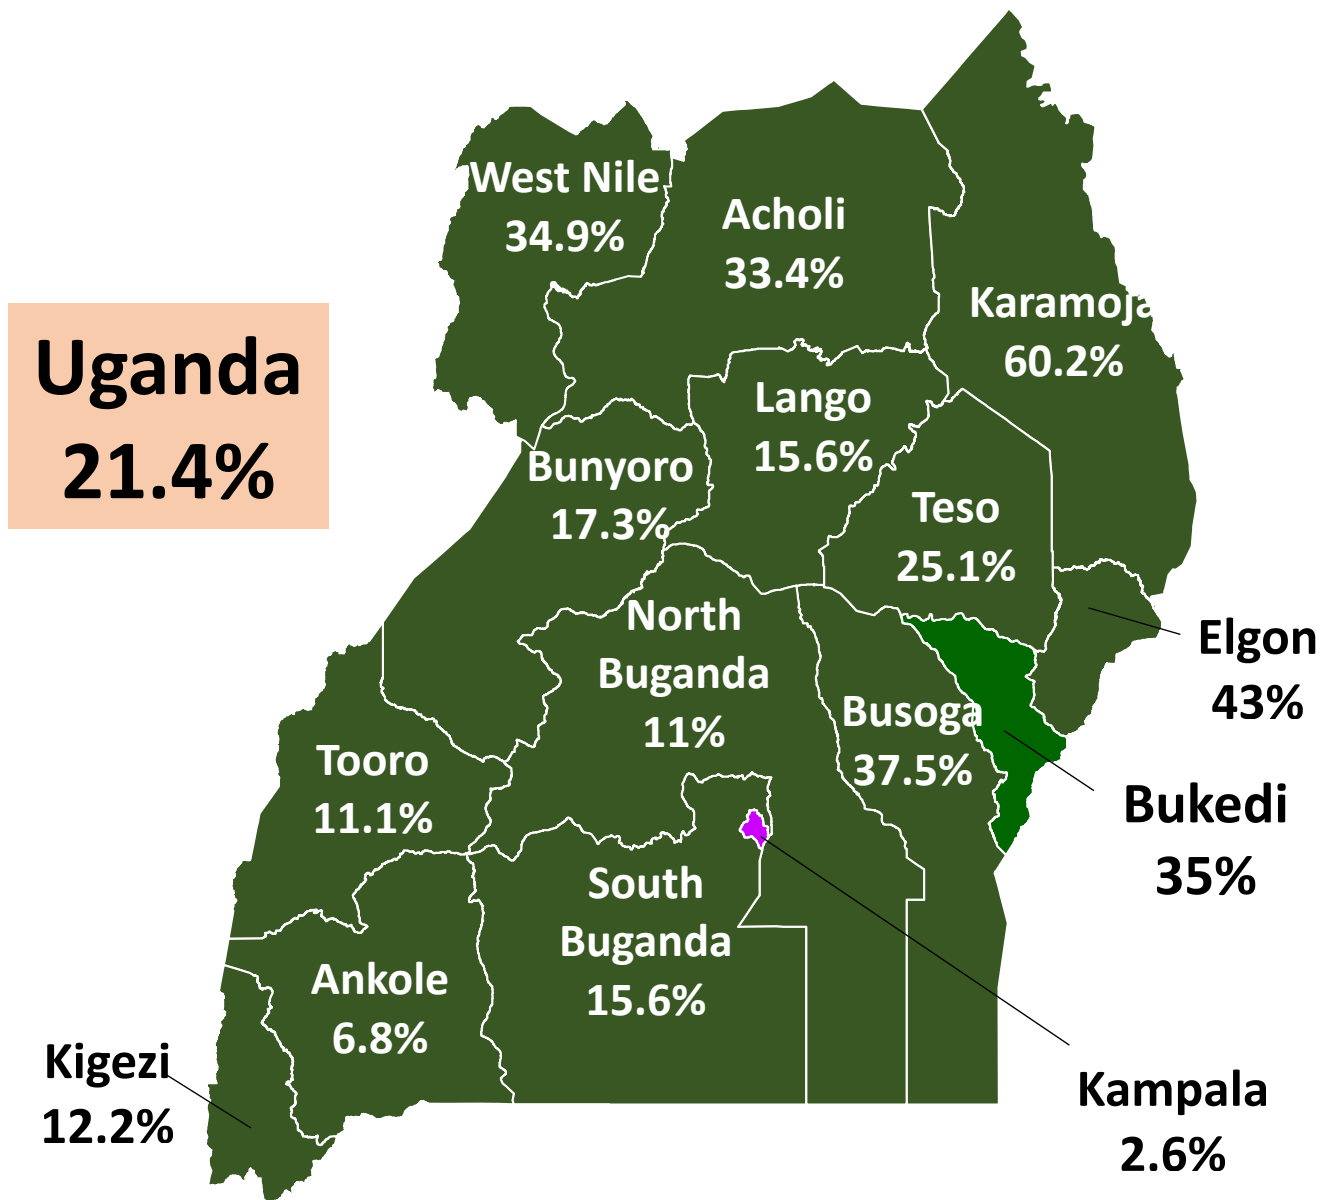 West Nile
34.9%
Acholi
33.4%
Karamoja
60.2%
Uganda
21.4%
Lango
15.6%
Bunyoro
17.3%
Teso
25.1%
North
Buganda
11%
Elgon
43%
Busoga
37.5%
Tooro
11.1%
Bukedi
35%
South
Buganda
15.6%
Ankole
6.8%
Kigezi
12.2%
Kampala
2.6%